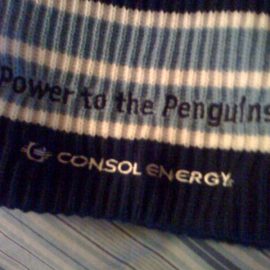 Power to the Penguins
CONSOL ENERGY